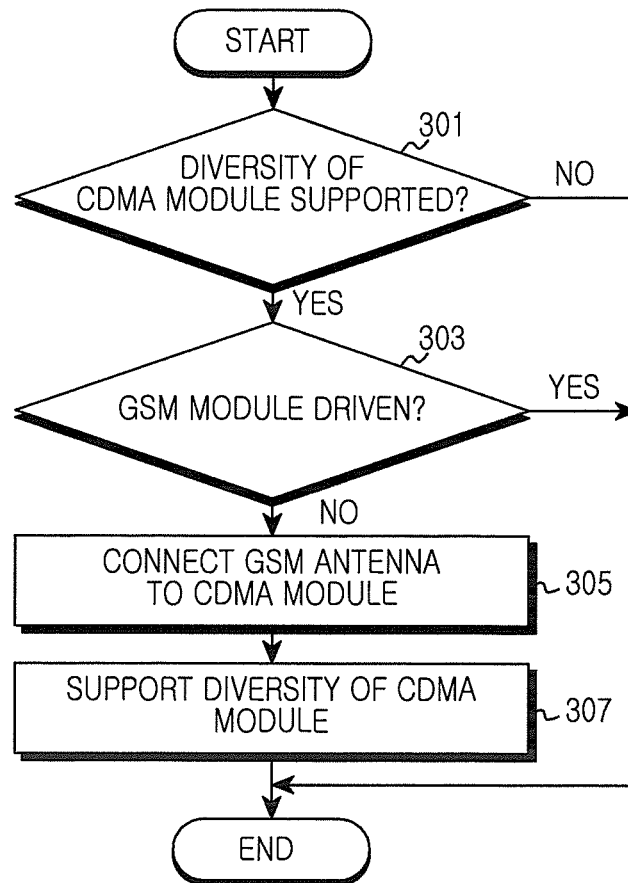 START
301
DIVERSITY OF
CDMA MODULE SUPPORTED?
NO
YES
303
GSM MODULE DRIVEN?
YES
NO
CONNECT GSM ANTENNA
TO CDMA MODULE
305
SUPPORT DIVERSITY OF CDMA
MODULE
307
END